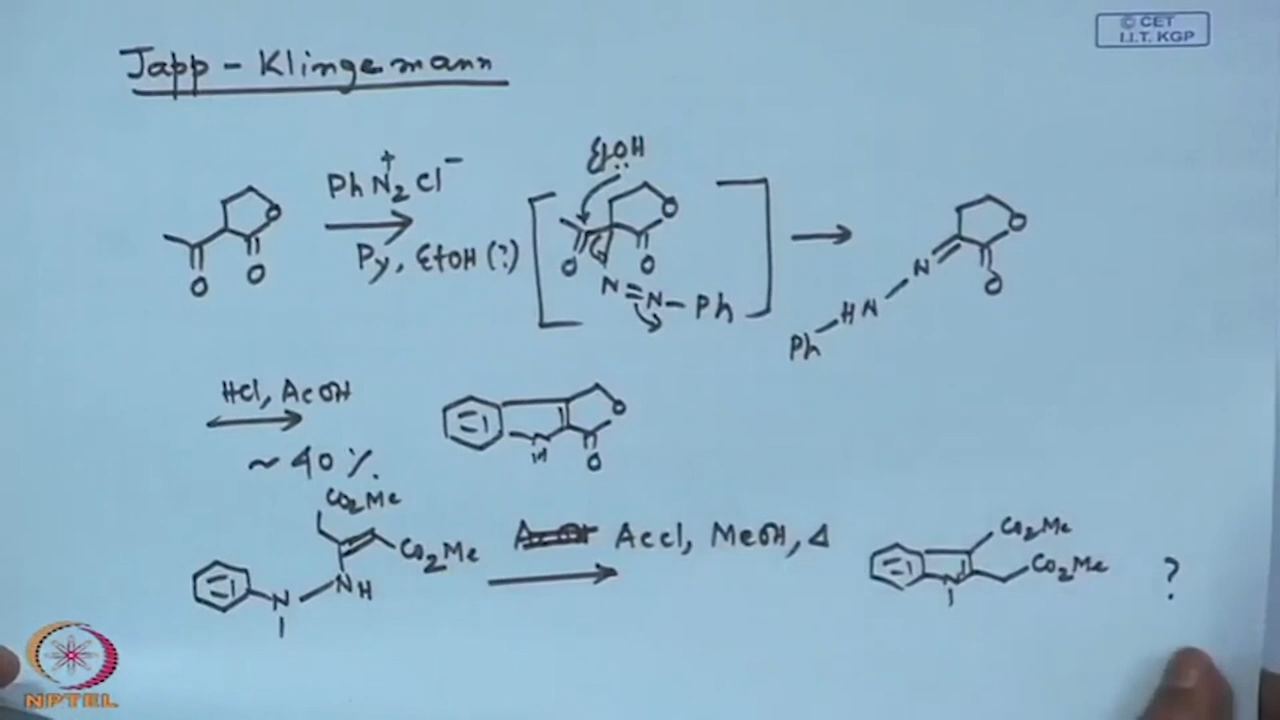 © CET
I.I.T. KGP
Japp - Klingemann
PhN₂⁺Cl⁻
Py, EtOH (?)
O
O
O
EtOH
O
O
O
N=N-Ph
O
O
N
HN
Ph
HCl, AcOH
~ 40 %.
N
H
O
O
CO₂Me
CO₂Me
N
NH
AcCl, MeOH, Δ
CO₂Me
CO₂Me
N
?
NPTEL